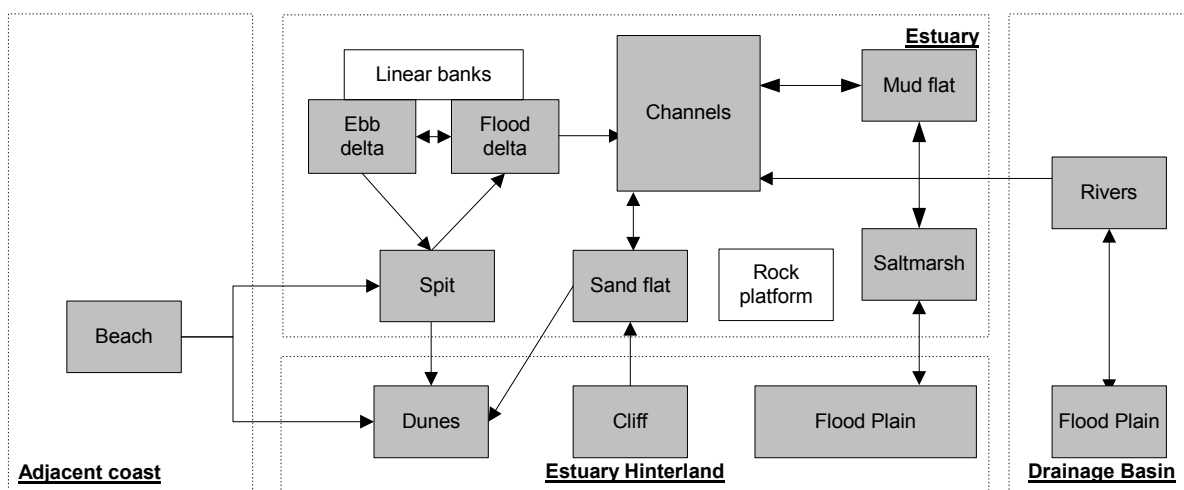 Estuary
Linear banks
Ebb
delta
Flood
delta
Channels
Mud flat
Rivers
Spit
Sand flat
Rock
platform
Saltmarsh
Beach
Dunes
Cliff
Flood Plain
Flood Plain
Adjacent coast
Estuary Hinterland
Drainage Basin